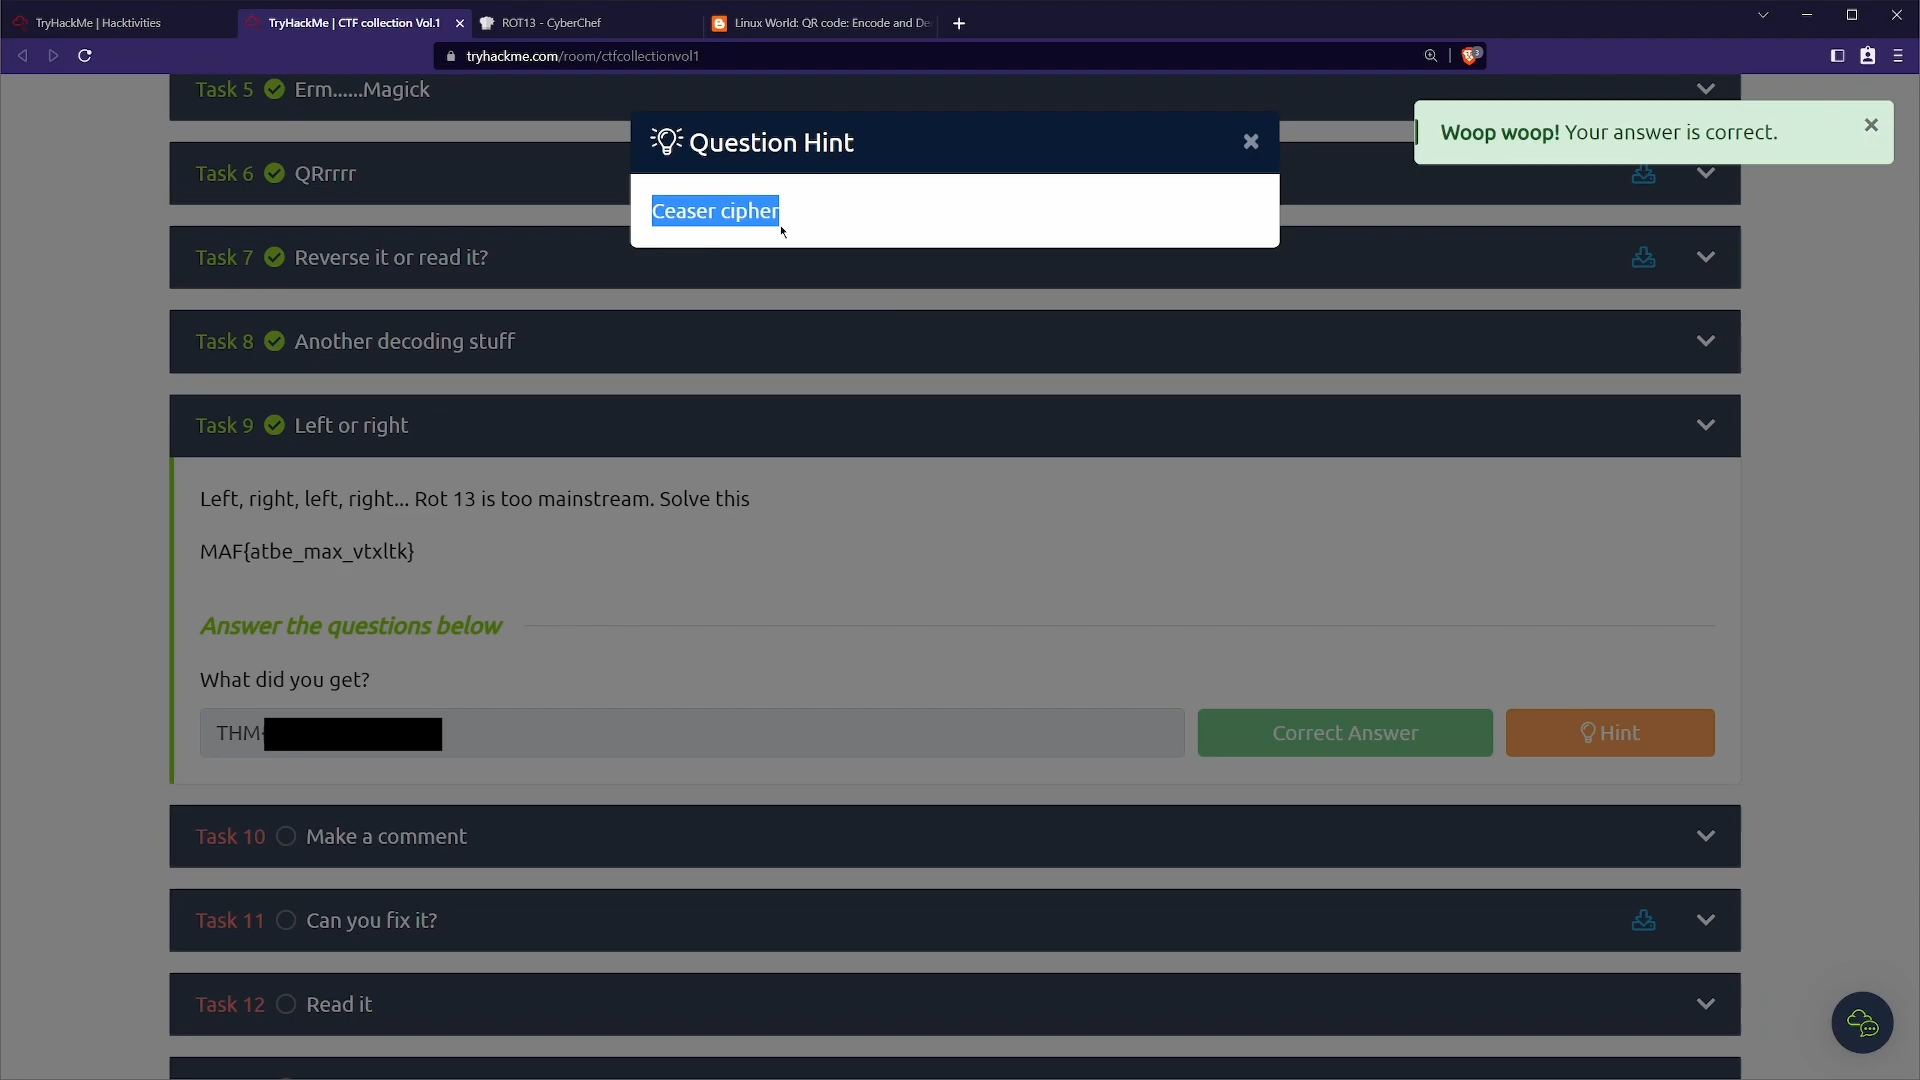 TryHackMe | Hacktivities
TryHackMe | CTF collection Vol.1
ROT13 - CyberChef
Linux World: QR code: Encode and De
tryhackme.com/room/ctfcollectionvol1
3
Task 5 Erm......Magick
Question Hint
Woop woop! Your answer is correct.
Task 6 QRrrrr
Ceaser cipher
Task 7 Reverse it or read it?
Task 8 Another decoding stuff
Task 9 Left or right
Left, right, left, right... Rot 13 is too mainstream. Solve this
MAF{atbe_max_vtxltk}
Answer the questions below
What did you get?
THM
Correct Answer
Hint
Task 10 Make a comment
Task 11 Can you fix it?
Task 12 Read it